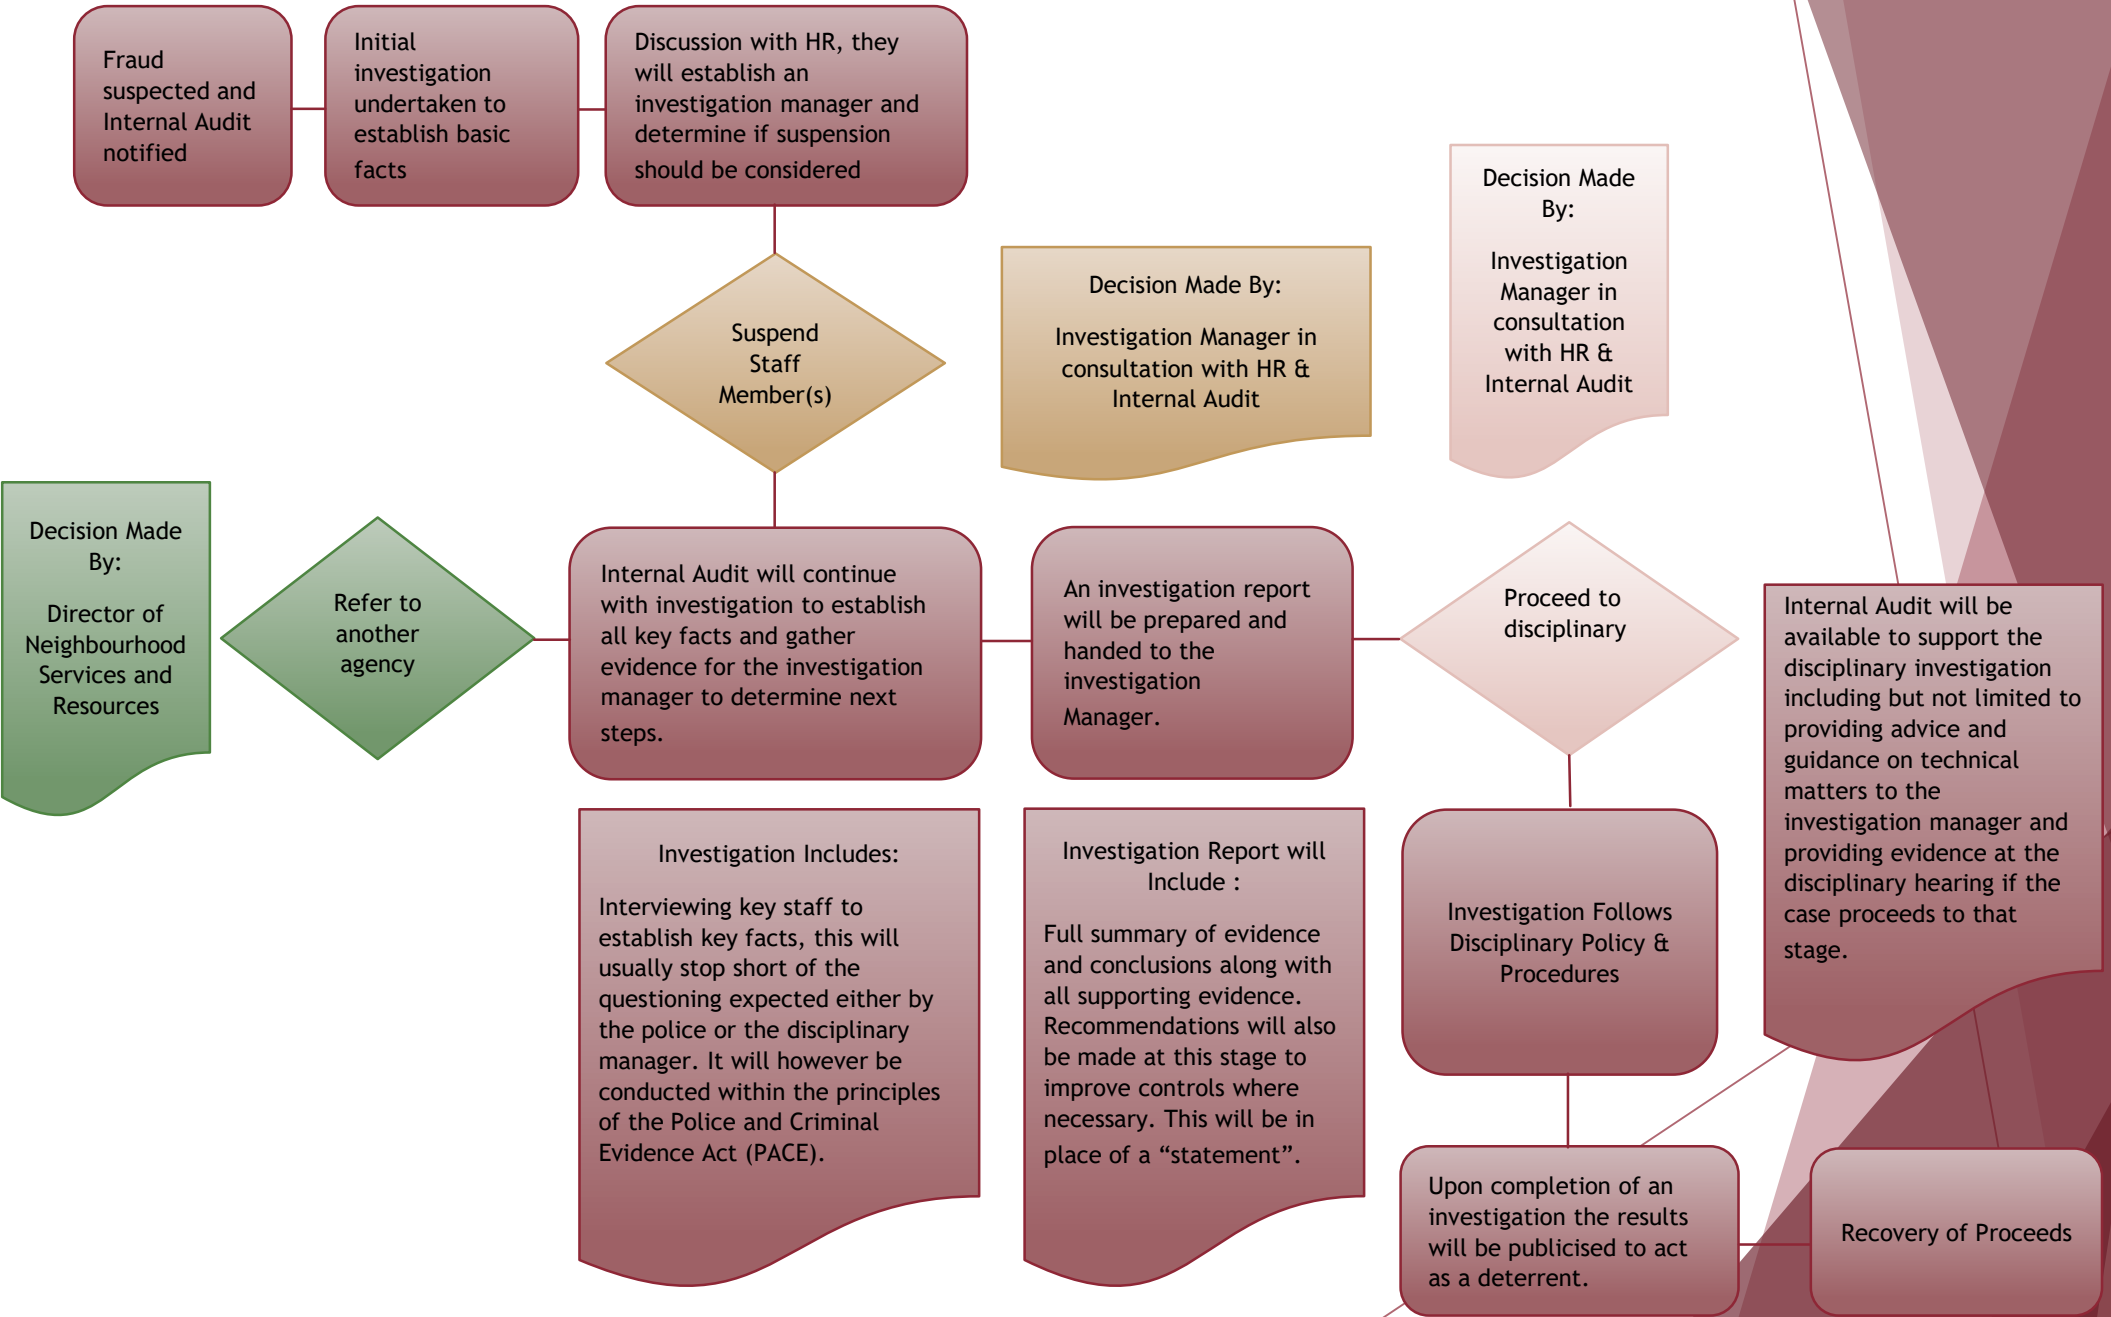 Fraud
suspected and
Internal Audit
notified
Initial
investigation
undertaken to
establish basic
facts
Discussion with HR, they
will establish an
investigation manager and
determine if suspension
should be considered
Decision Made
By:
Investigation
Manager in
consultation
with HR &
Internal Audit
Suspend
Staff
Member(s)
Decision Made By:
Investigation Manager in
consultation with HR &
Internal Audit
Decision Made
By:
Director of
Neighbourhood
Services and
Resources
Refer to
another
agency
Internal Audit will continue
with investigation to establish
all key facts and gather
evidence for the investigation
manager to determine next
steps.
An investigation report
will be prepared and
handed to the
investigation
Manager.
Proceed to
disciplinary
Internal Audit will be
available to support the
disciplinary investigation
including but not limited to
providing advice and
guidance on technical
matters to the
investigation manager and
providing evidence at the
disciplinary hearing if the
case proceeds to that
stage.
Investigation Includes:
Interviewing key staff to
establish key facts, this will
usually stop short of the
questioning expected either by
the police or the disciplinary
manager. It will however be
conducted within the principles
of the Police and Criminal
Evidence Act (PACE).
Investigation Report will
Include :
Full summary of evidence
and conclusions along with
all supporting evidence.
Recommendations will also
be made at this stage to
improve controls where
necessary. This will be in
place of a “statement”.
Investigation Follows
Disciplinary Policy &
Procedures
Upon completion of an
investigation the results
will be publicised to act
as a deterrent.
Recovery of Proceeds